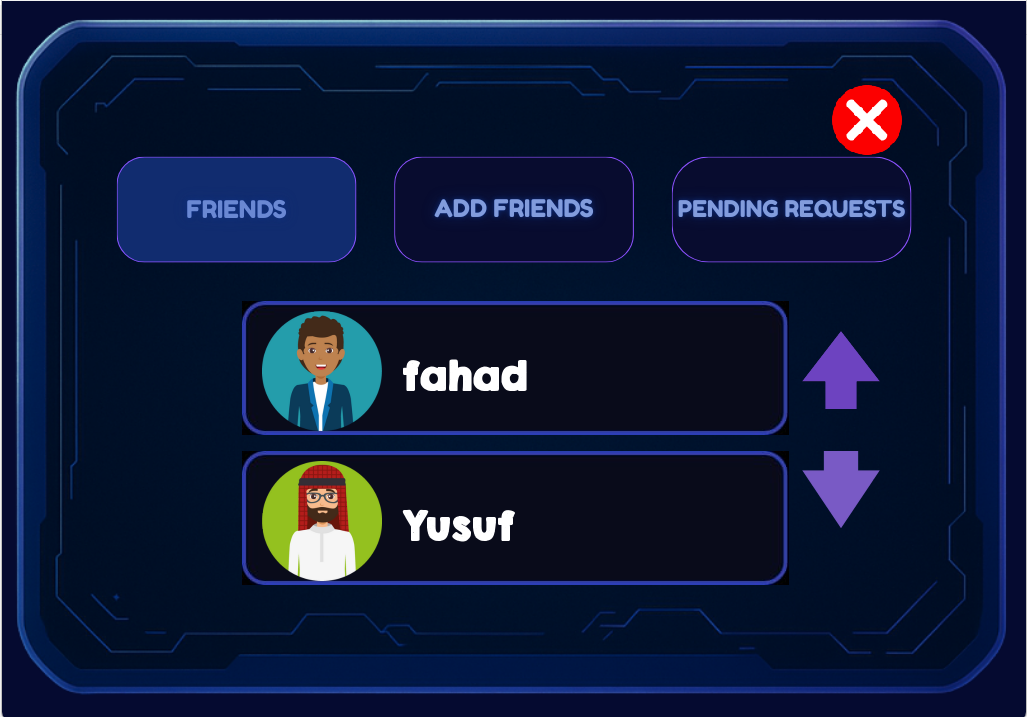 FRIENDS
ADD FRIENDS
PENDING REQUESTS
fahad
Yusuf